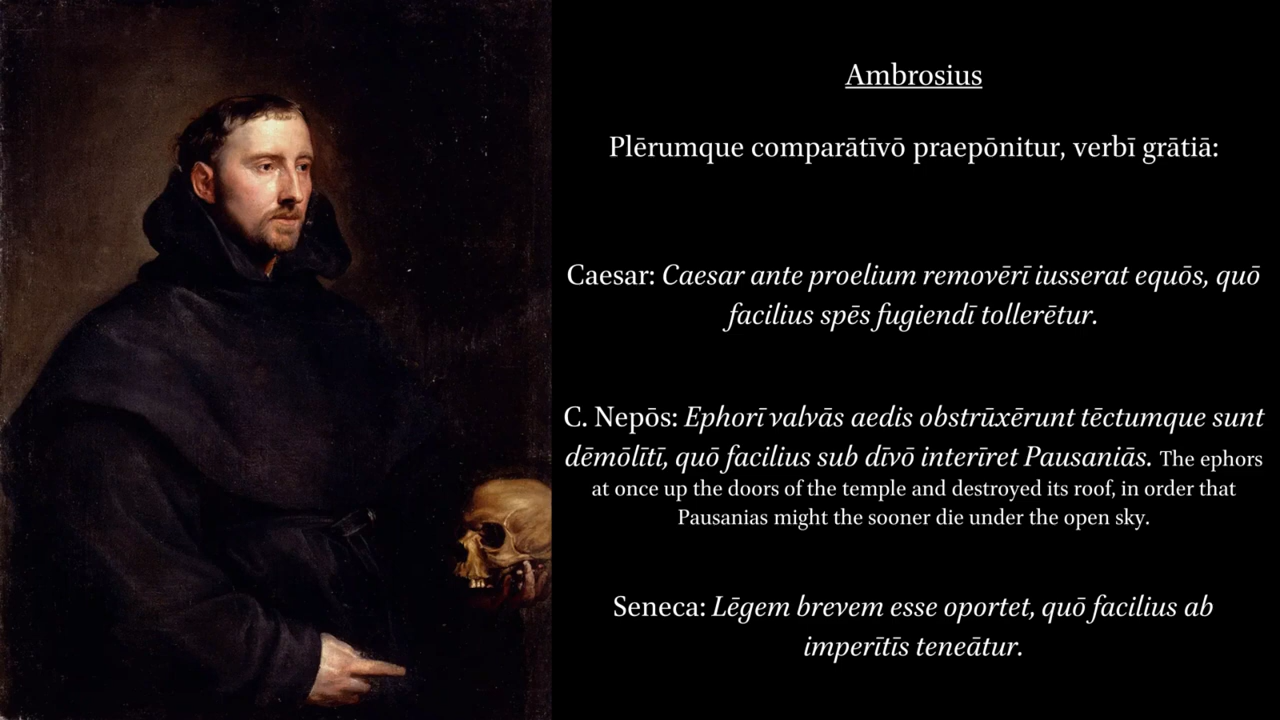 Ambrosius
Plērumque comparātīvō praepōnitur, verbī grātiā:
Caesar: Caesar ante proelium removērī iusserat equōs, quō
facilius spēs fugiendī tollerētur.
C. Nepōs: Ephorī valvās aedis obstrūxērunt tēctumque sunt
dēmōlītī, quō facilius sub dīvō interīret Pausaniās. The ephors
at once up the doors of the temple and destroyed its roof, in order that
Pausanias might the sooner die under the open sky.
Seneca: Lēgem brevem esse oportet, quō facilius ab
imperītīs teneātur.